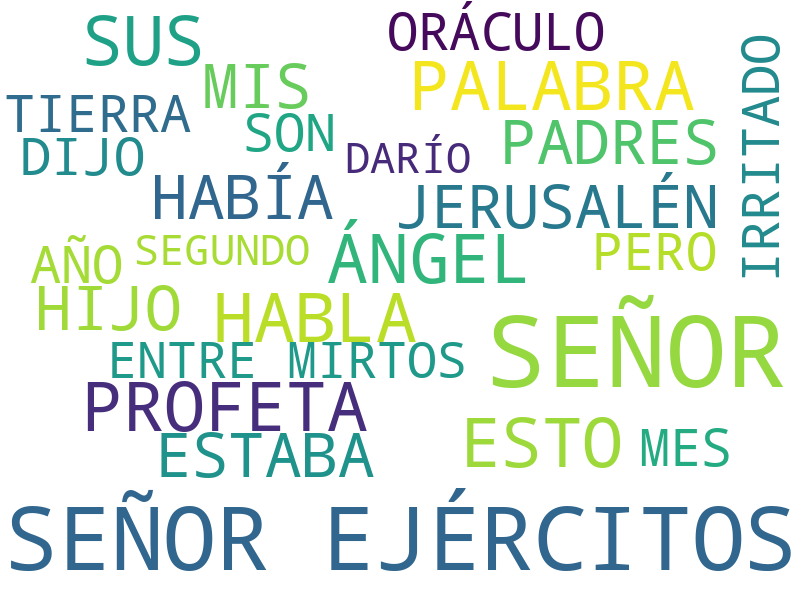 ORÁCULO
SUS
MIS
PALABRA
IRRITADO
TIERRA
SON
DIJO
DARÍO
PADRES
HABÍA
JERUSALÉN
AÑO
SEGUNDO
ÁNGEL
PERO
HIJO
HABLA
SEÑOR
ENTRE MIRTOS
PROFETA
ESTABA
ESTO
MES
SEÑOR EJÉRCITOS